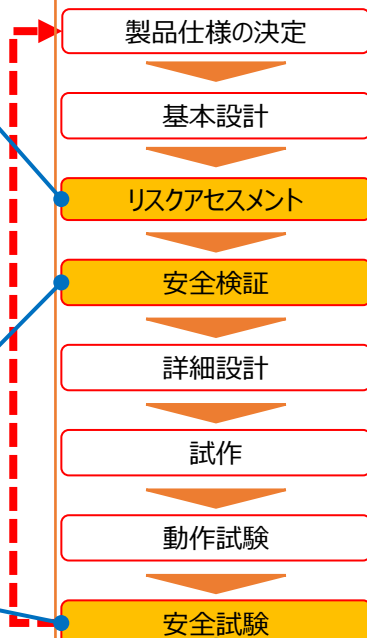 製品仕様の決定
基本設計
リスクアセスメント
安全検証
詳細設計
試作
動作試験
安全試験